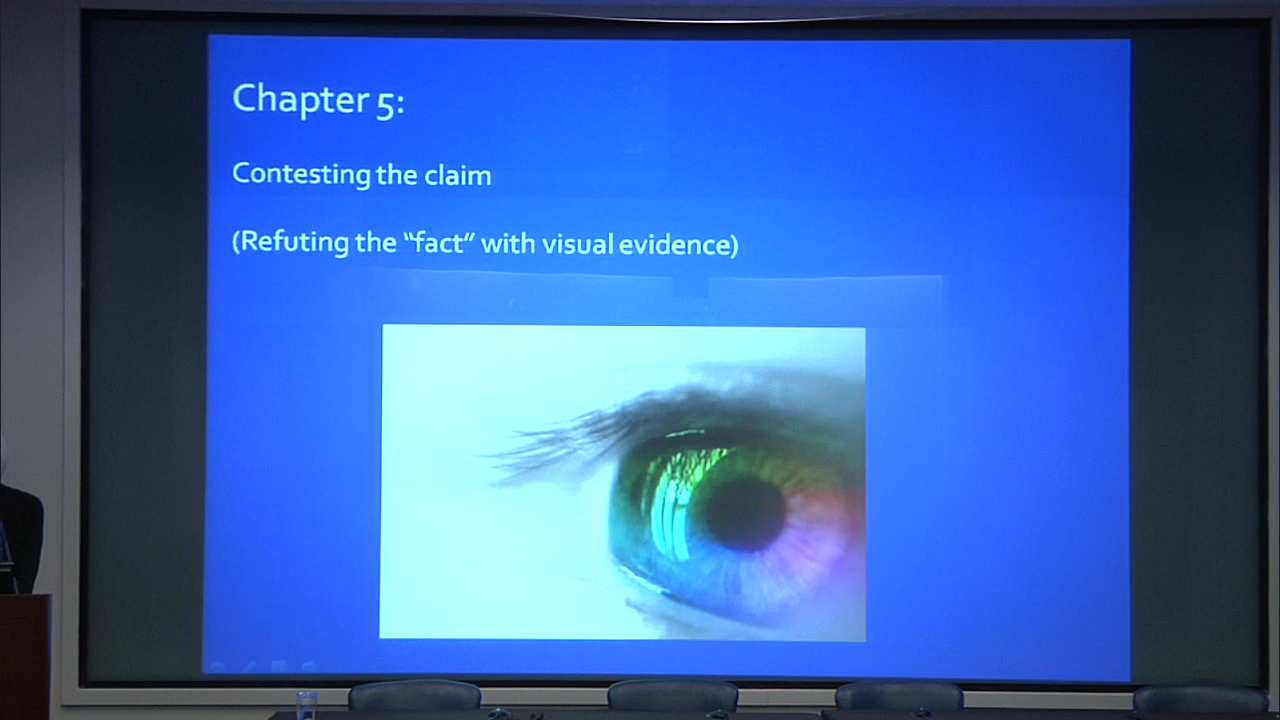 Chapter 5:
Contesting the claim
(Refuting the “fact” with visual evidence)